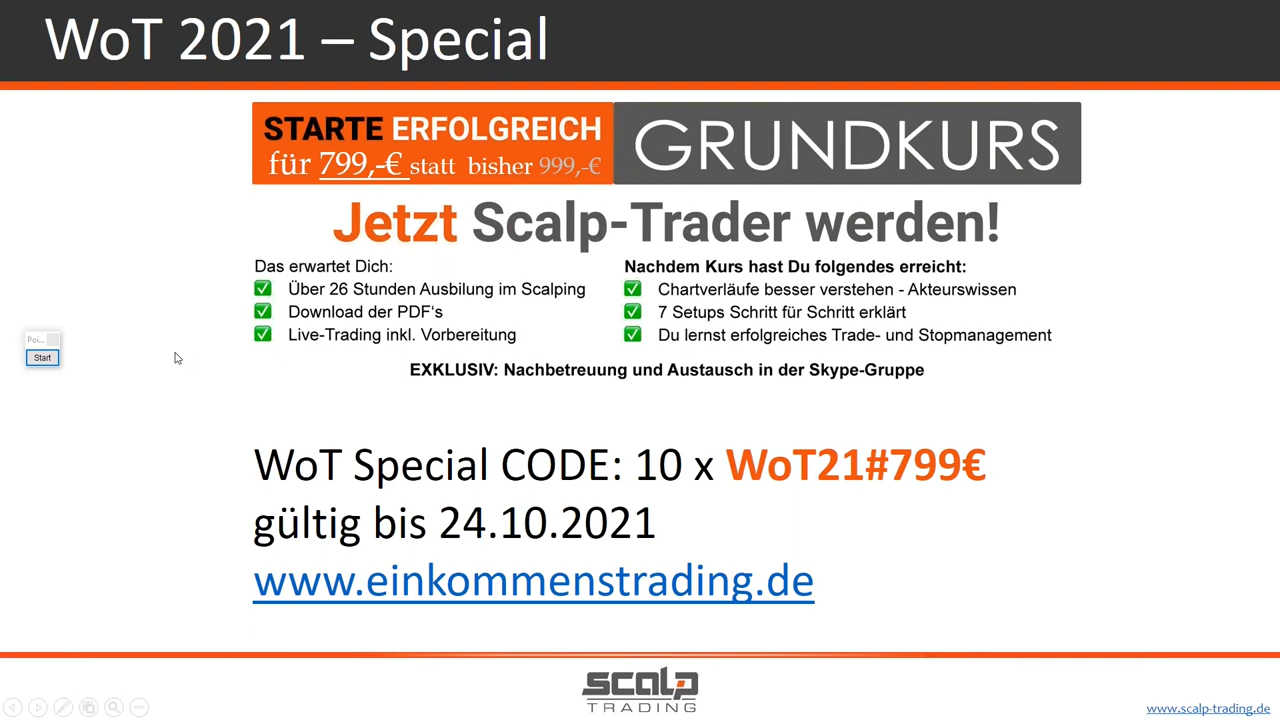 WoT 2021 – Special
STARTE ERFOLGREICH
für 799,-€ statt bisher 999,-€
GRUNDKURS
Jetzt Scalp-Trader werden!
Das erwartet Dich:
Über 26 Stunden Ausbilung im Scalping
Download der PDF‘s
Live-Trading inkl. Vorbereitung
Nachdem Kurs hast Du folgendes erreicht:
Chartverläufe besser verstehen - Akteurswissen
7 Setups Schritt für Schritt erklärt
Du lernst erfolgreiches Trade- und Stopmanagement
EXKLUSIV: Nachbetreuung und Austausch in der Skype-Gruppe
Poi...
Start
WoT Special CODE: 10 x WoT21#799€
gültig bis 24.10.2021
www.einkommenstrading.de
scalp
TRADING
www.scalp-trading.de